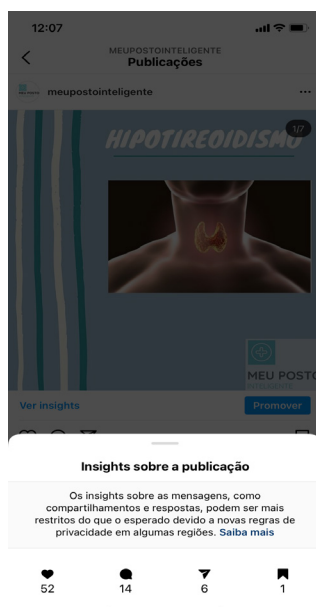 12:07
MEUPOSTOINTELIGENTE
Publicações
meupostointeligente
HIPOTIREOIDISMO
1/7
MEU POSTO
INTELIGENTE
Ver insights
Promover
Insights sobre a publicação
Os insights sobre as mensagens, como
compartilhamentos e respostas, podem ser mais
restritos do que o esperado devido a novas regras de
privacidade em algumas regiões. Saiba mais
52
14
6
1